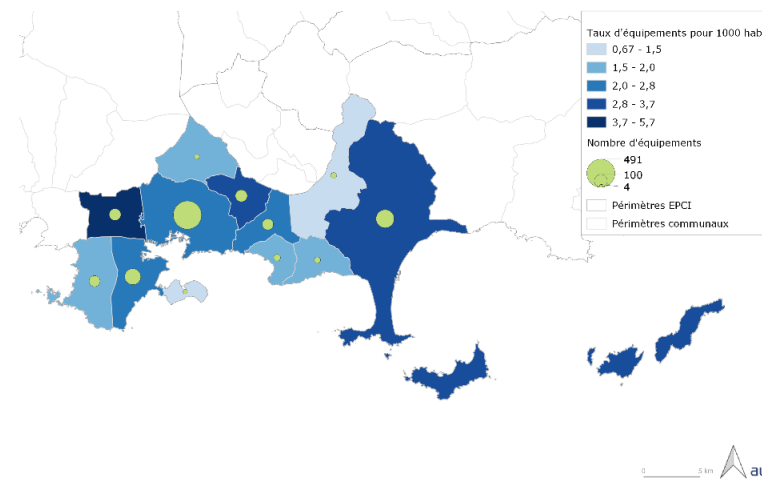 Taux d'équipements pour 1000 hab
0,67 - 1,5
1,5 - 2,0
2,0 - 2,8
2,8 - 3,7
3,7 - 5,7
Nombre d'équipements
491
100
4
Périmètres EPCI
Périmètres communaux
0 5 km
au